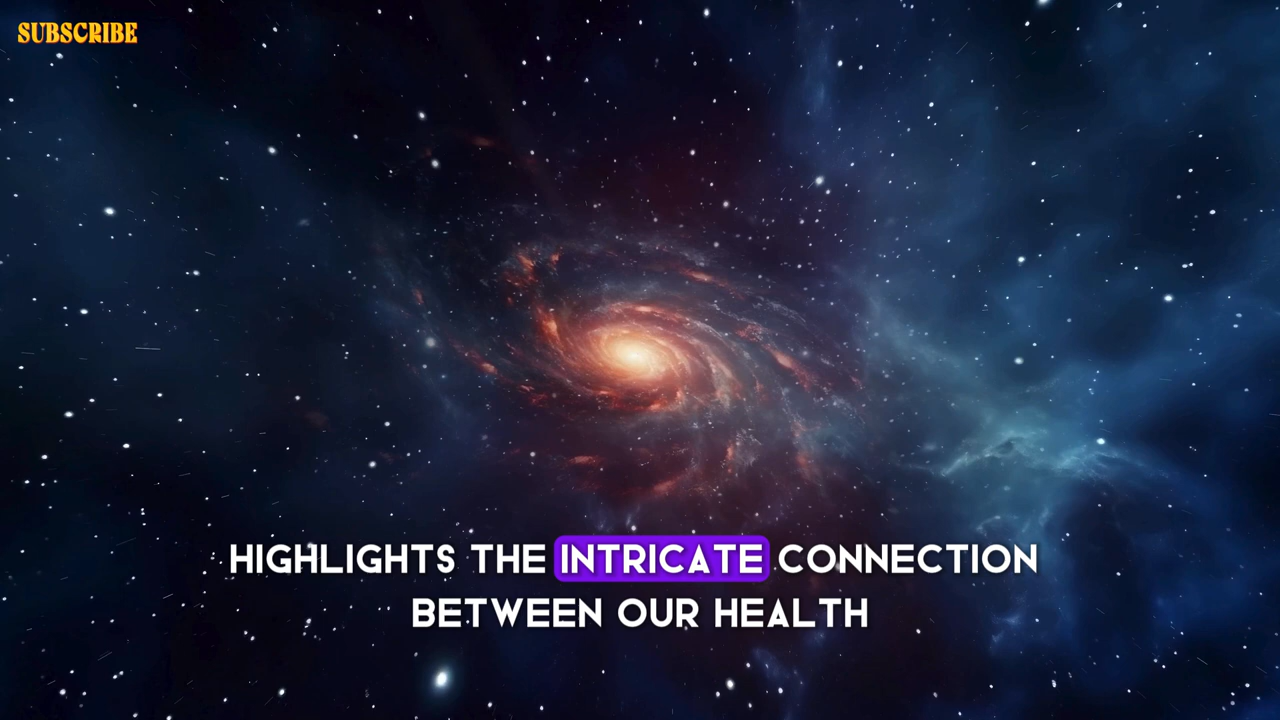 SUBSCRIBE
HIGHLIGHTS THE INTRICATE CONNECTION
BETWEEN OUR HEALTH